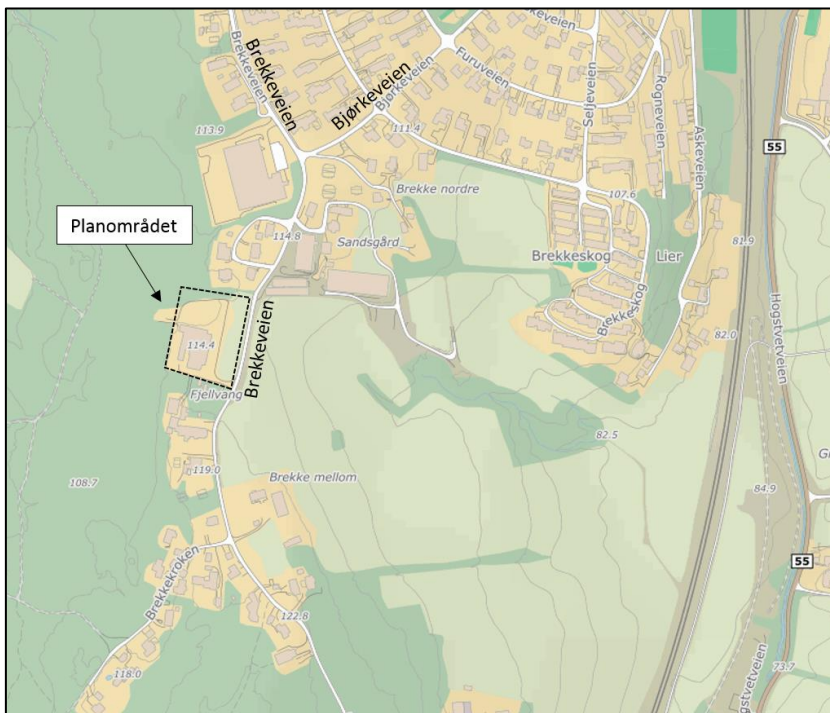 Brekkeveien
Brekkeveien
Bjørkeveien
Bjørkeveien
Furuveien
Seljeveien
Rogneveien
Askeveien
113.9
111.4
55
Planområdet
114.8
Brekke nordre
107.6
Sandsgård
Brekkeskog
Lier
81.9
Hogstvetveien
Brekkeveien
Brekkeskog
82.0
114.4
Fjellvang
82.5
119.0
108.7
Brekke mellom
84.9
55
Brekkekroken
122.8
118.0
Hogstvetveien
73.7